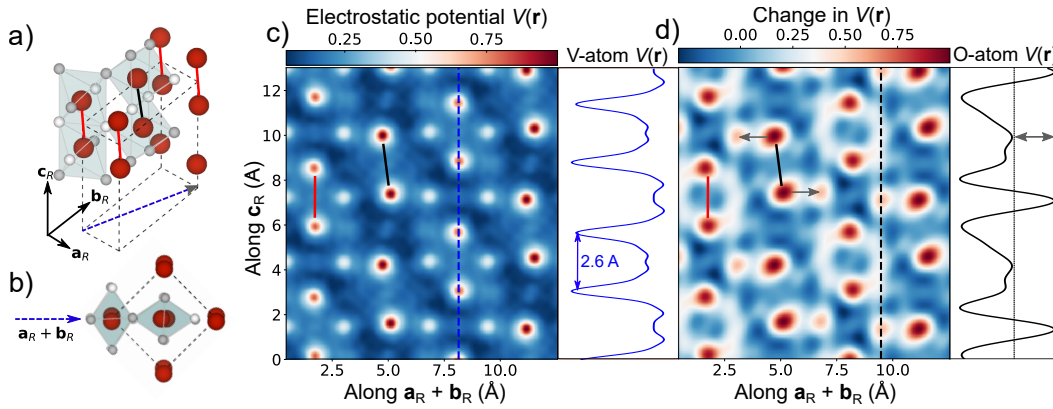 a)
c_R
b_R
a_R
b)
a_R + b_R
c)
Electrostatic potential V(r)
0.25 0.50 0.75
V-atom V(r)
Along c_R (A)
12
10
8
6
4
2
0
2.6 A
2.5 5.0 7.5 10.0
Along a_R + b_R (Å)
d)
Change in V(r)
0.00 0.25 0.50 0.75
O-atom V(r)
2.5 5.0 7.5 10.0
Along a_R + b_R (Å)